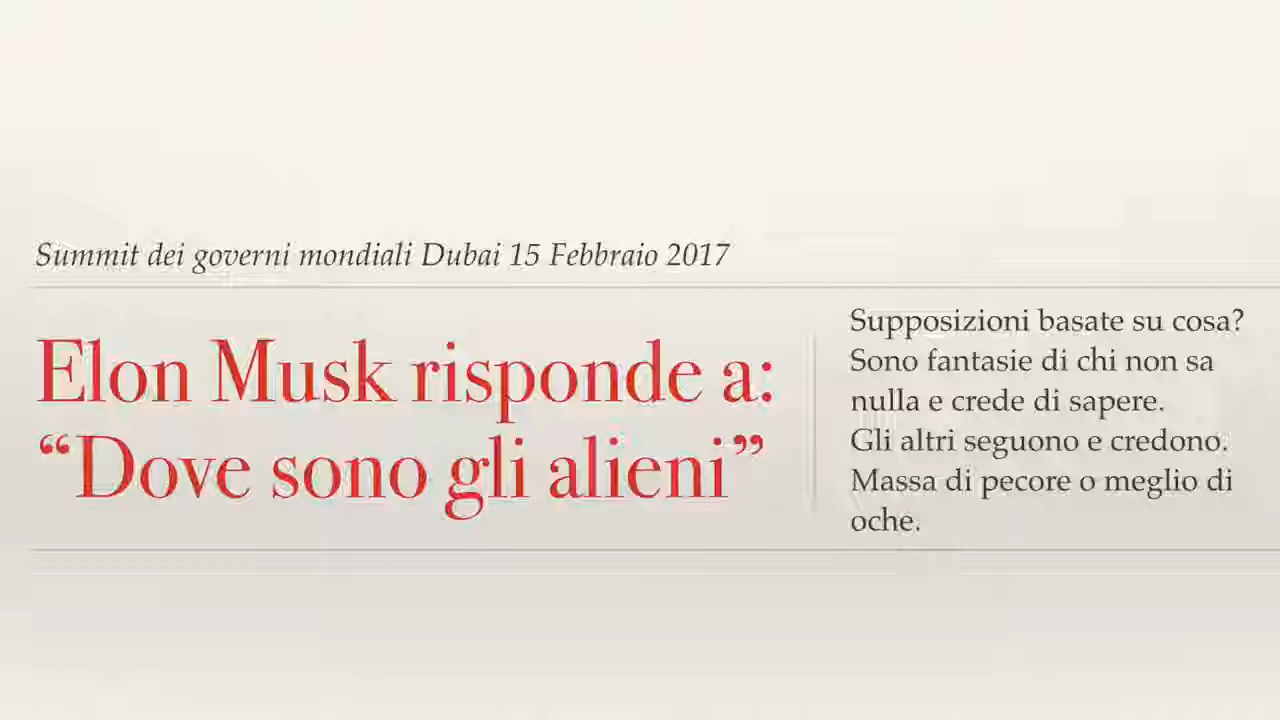 Summit dei governi mondiali Dubai 15 Febbraio 2017
Elon Musk risponde a:
“Dove sono gli alieni”
Supposizioni basate su cosa?
Sono fantasie di chi non sa
nulla e crede di sapere.
Gli altri seguono e credono.
Massa di pecore o meglio di
oche.